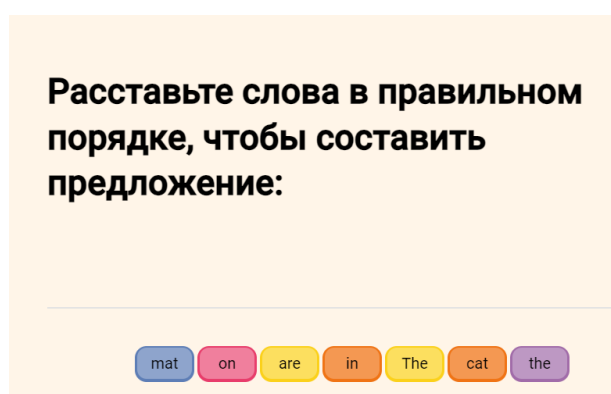 Расставьте слова в правильном
порядке, чтобы составить
предложение:
mat on are in The cat the